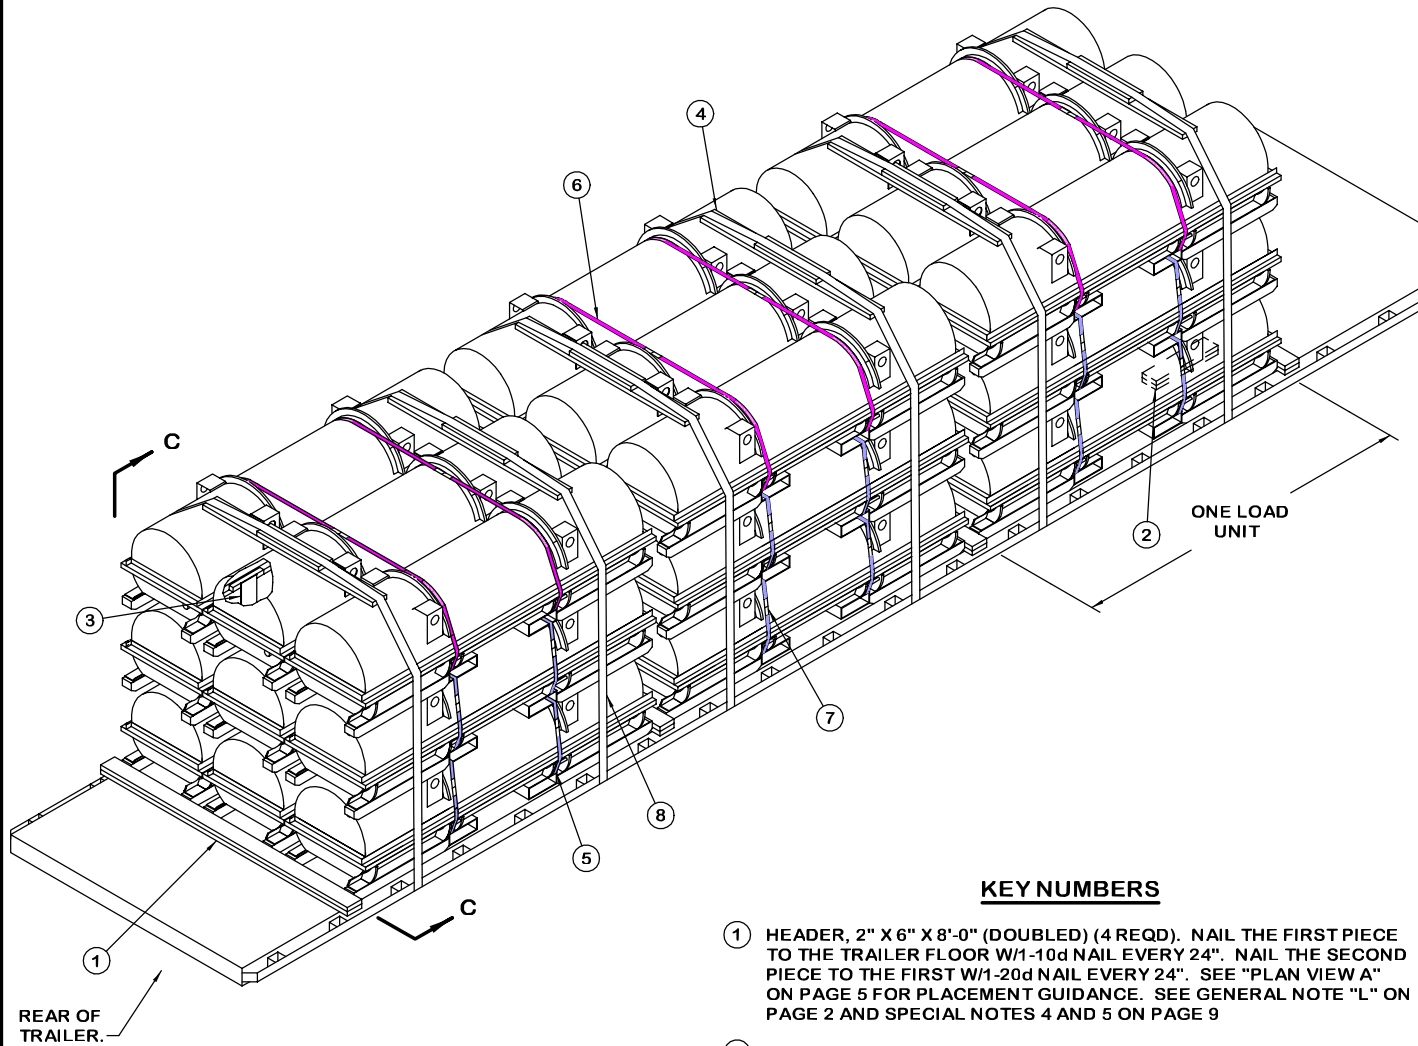 4
6
C
3
ONE LOAD
UNIT
2
7
8
5
C
1
REAR OF
TRAILER.
KEY NUMBERS
1 HEADER, 2" X 6" X 8'-0" (DOUBLED) (4 REQD). NAIL THE FIRST PIECE
TO THE TRAILER FLOOR W/1-10d NAIL EVERY 24". NAIL THE SECOND
PIECE TO THE FIRST W/1-20d NAIL EVERY 24". SEE "PLAN VIEW A"
ON PAGE 5 FOR PLACEMENT GUIDANCE. SEE GENERAL NOTE "L" ON
PAGE 2 AND SPECIAL NOTES 4 AND 5 ON PAGE 9